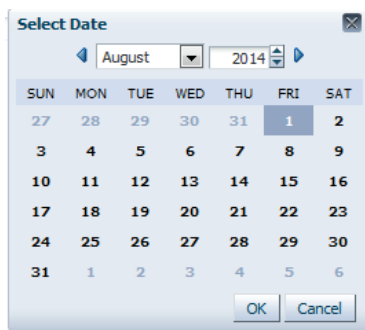 Select Date
August 2014
SUN MON TUE WED THU FRI SAT
27 28 29 30 31 1 2
3 4 5 6 7 8 9
10 11 12 13 14 15 16
17 18 19 20 21 22 23
24 25 26 27 28 29 30
31 1 2 3 4 5 6
OK Cancel